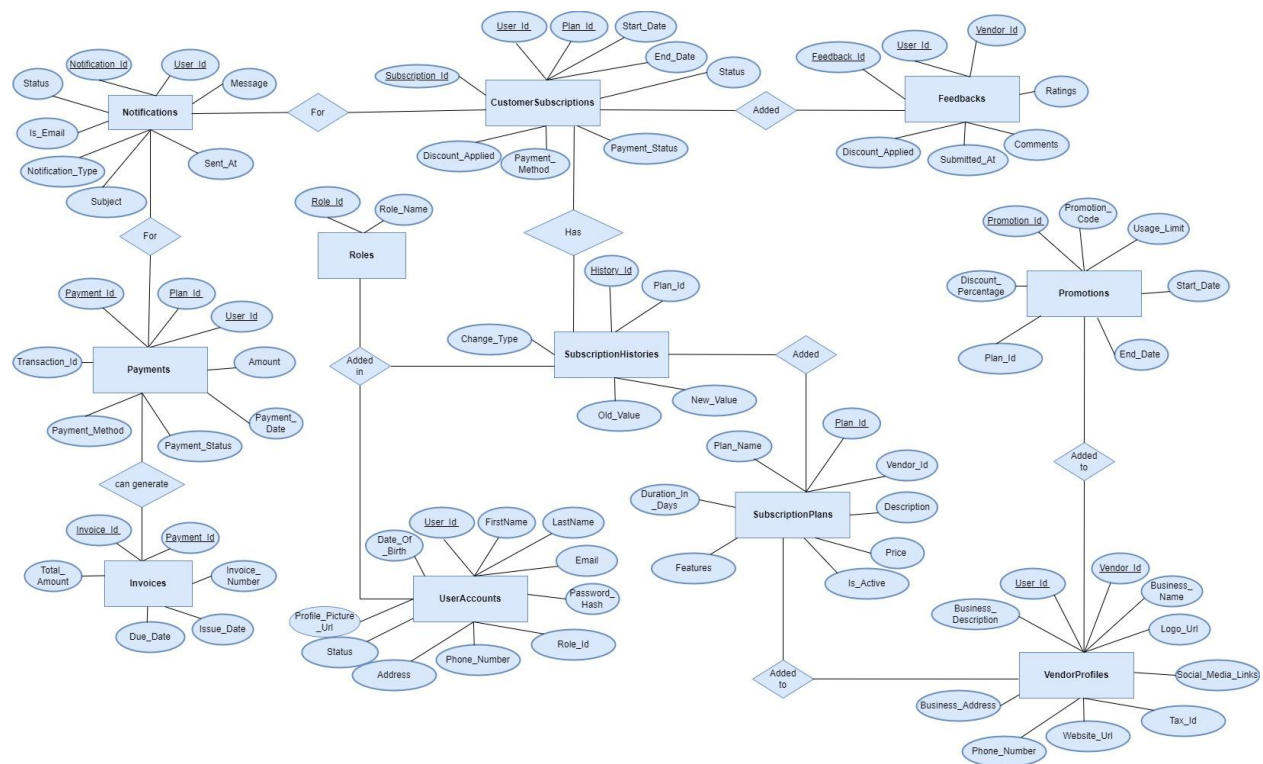 User_Id
Plan_Id
Start_Date
End_Date
Status
Subscription_Id
CustomerSubscriptions
Discount_Applied
Payment_
Method
Payment_Status
Notification_Id
User_Id
Status
Message
Notifications
Is_Email
Notification_Type
Subject
Sent_At
For
Added
Vendor_Id
User_Id
Feedback_Id
Feedbacks
Ratings
Discount_Applied
Submitted_At
Comments
For
Has
Role_Id
Role_Name
Roles
Promotion_Id
Promotion_
Code
Usage_Limit
Discount_
Percentage
Promotions
Start_Date
Plan_Id
End_Date
Payment_Id
Plan_Id
User_Id
Transaction_Id
Payments
Amount
Payment_Method
Payment_Status
Payment_
Date
Added
in
History_Id
Plan_Id
Change_Type
SubscriptionHistories
Old_Value
New_Value
Added
can generate
Invoice_Id
Payment_Id
Total_
Amount
Invoices
Invoice_
Number
Due_Date
Issue_Date
Plan_Name
Plan_Id
Vendor_Id
Duration_In
_Days
SubscriptionPlans
Description
Features
Is_Active
Price
Added
to
User_Id
FirstName
LastName
Date_Of
_Birth
Email
Password_
Hash
UserAccounts
Profile_Picture
_Url
Status
Address
Phone_Number
Role_Id
Added
to
User_Id
Vendor_Id
Business_
Name
Business_
Description
Logo_Url
VendorProfiles
Social_Media_Links
Business_Address
Phone_Number
Website_Url
Tax_Id